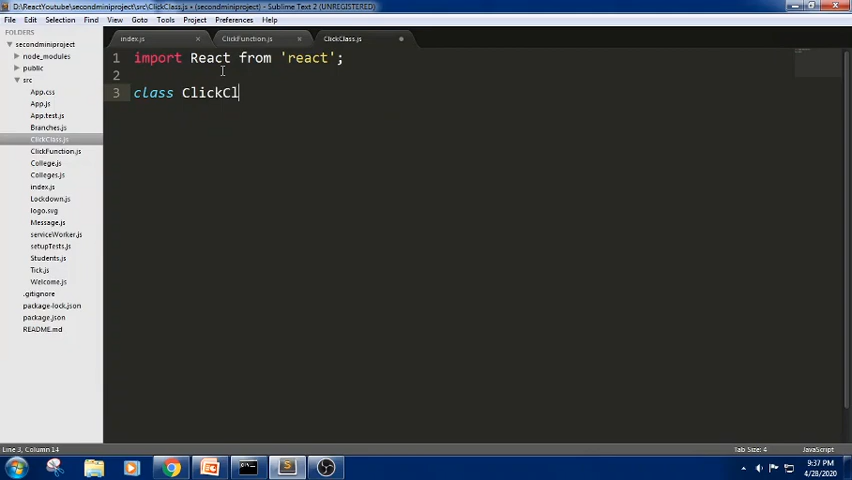 D:\ReactYoutube\secondminiproject\src\ClickClass.js • (secondminiproject) - Sublime Text 2 (UNREGISTERED)
File Edit Selection Find View Goto Tools Project Preferences Help
FOLDERS
secondminiproject
node_modules
public
src
App.css
App.js
App.test.js
Branches.js
ClickClass.js
ClickFunction.js
College.js
Colleges.js
index.js
Lockdown.js
logo.svg
Message.js
serviceWorker.js
setupTests.js
Students.js
Tick.js
Welcome.js
.gitignore
package-lock.json
package.json
README.md
index.js ClickFunction.js ClickClass.js
1 import React from 'react';
2
3 class ClickCl
Line 3, Column 14 Tab Size: 4 JavaScript
9:37 PM
4/28/2020